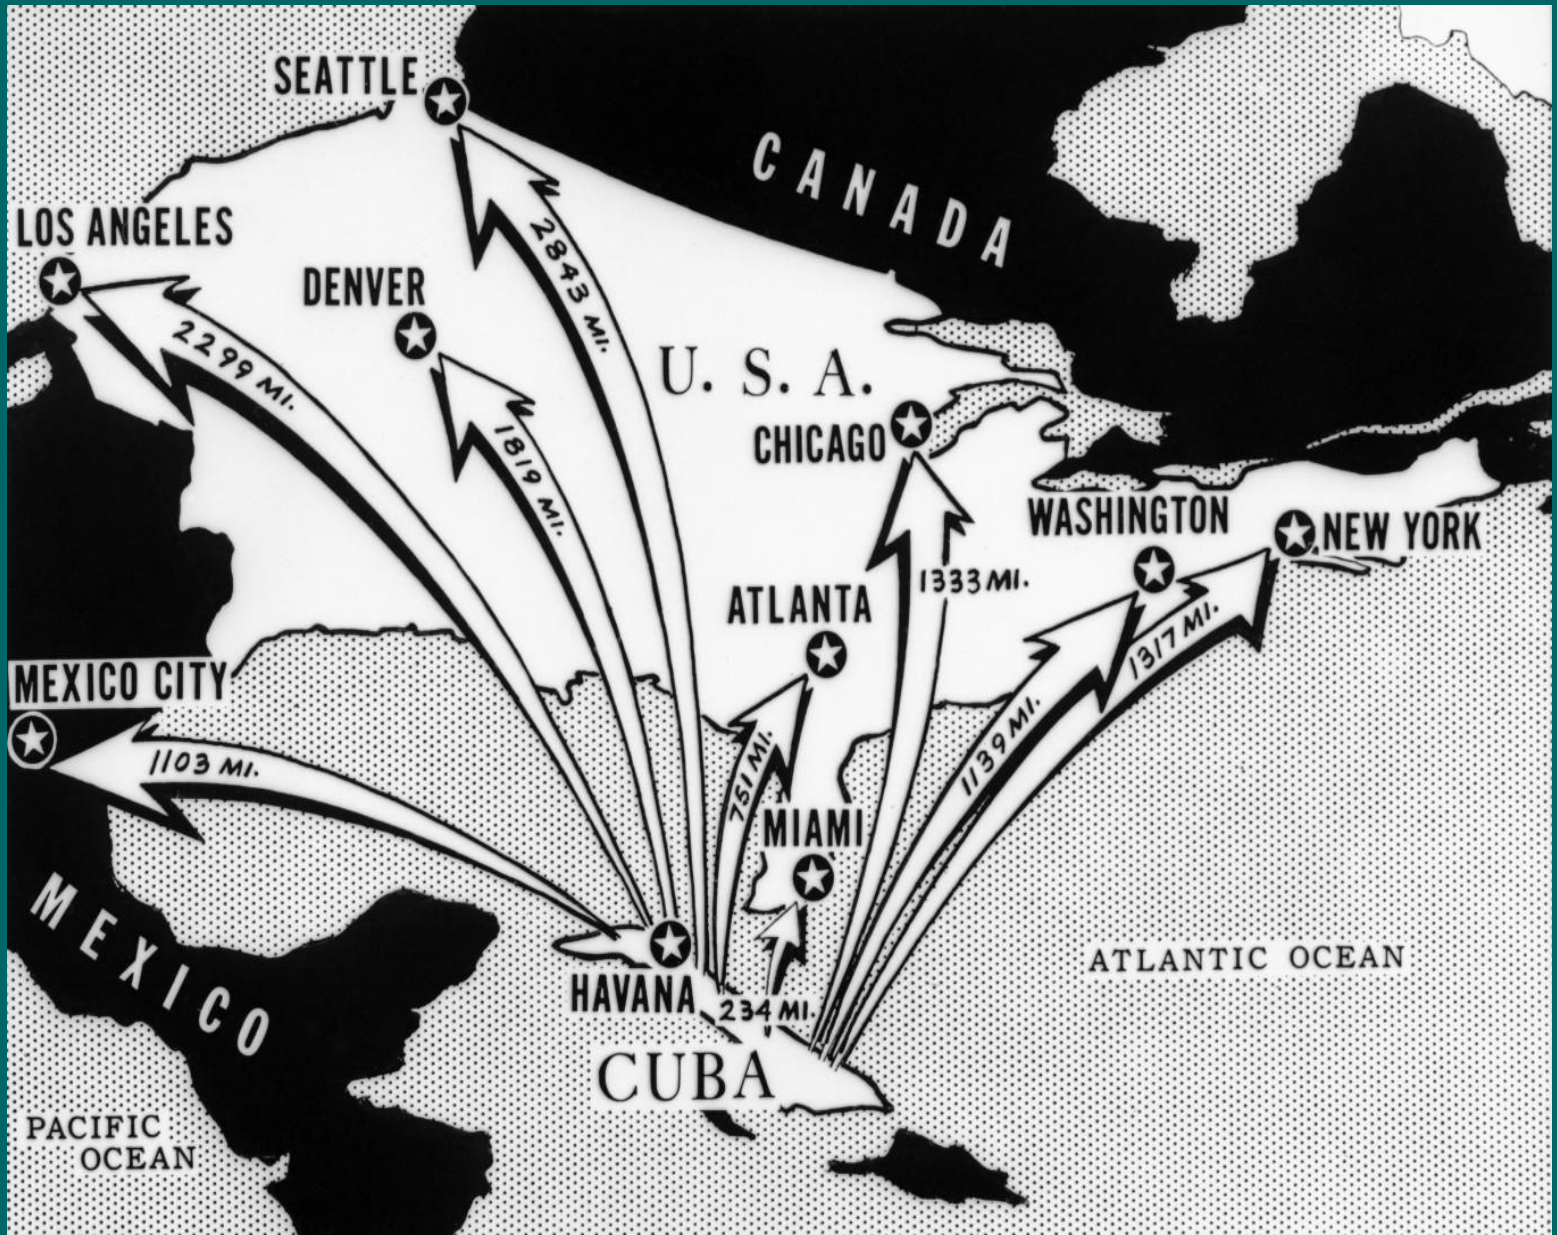 SEATTLE
CANADA
LOS ANGELES
DENVER
2843 MI.
2299 MI.
U. S. A.
CHICAGO
1819 MI.
WASHINGTON
NEW YORK
1333 MI.
ATLANTA
1317 MI.
MEXICO CITY
1103 MI.
751 MI.
1139 MI.
MIAMI
MEXICO
HAVANA
234 MI.
ATLANTIC OCEAN
CUBA
PACIFIC
OCEAN